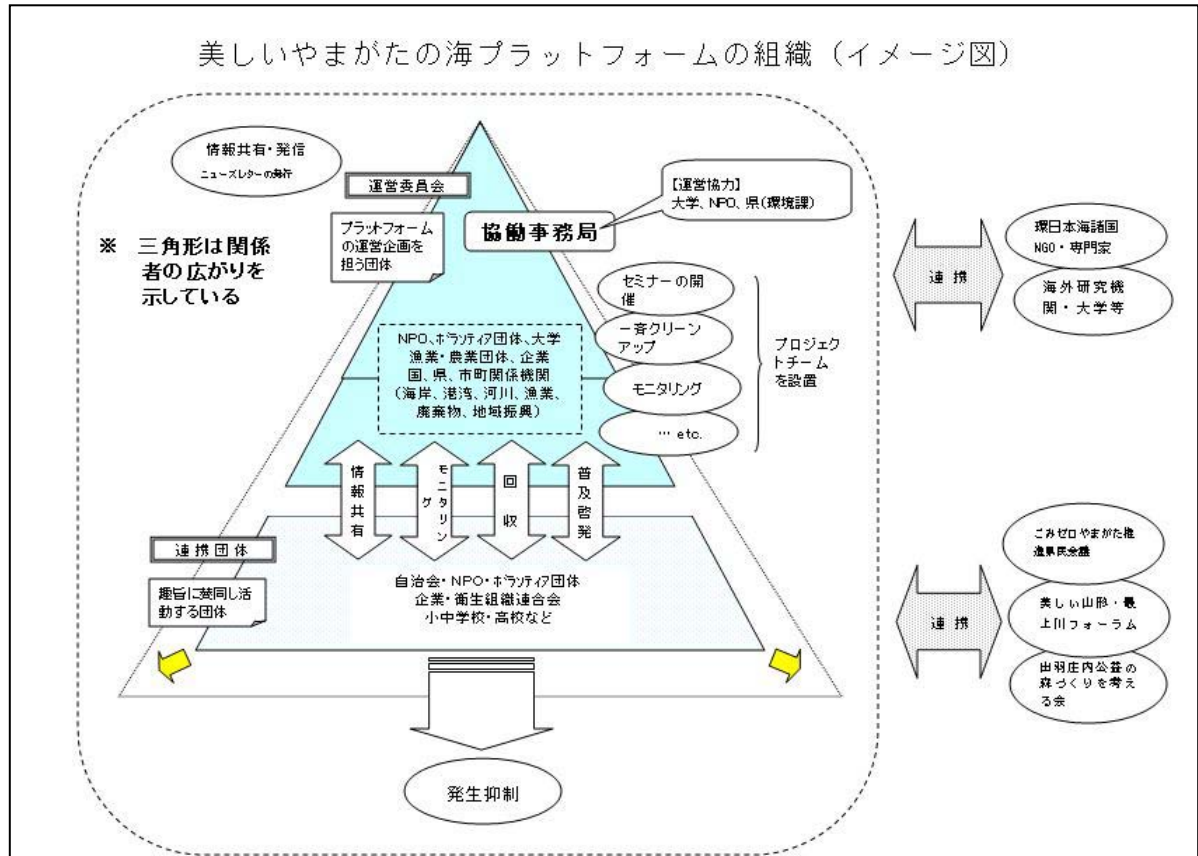 美しいやまがたの海プラットフォームの組織（イメージ図）
情報共有・発信
ニュースレターの発行
運営委員会
プラットフォーム
の運営企画を
担う団体
【運営協力】
大学、NPO、県（環境課）
協働事務局
※　三角形は関係
者の広がりを
示している
セミナーの開
催
一斉クリーン
アップ
モニタリング
… etc.
プロジェク
トチーム
を設置
NPO、ボランティア団体、大学
漁業・農業団体、企業
国、県、市町関係機関
（海岸、港湾、河川、漁業、
廃棄物、地域振興）
情報共有
モニタリング
回収
普及啓発
連携団体
趣旨に賛同し活
動する団体
自治会・NPO・ボランティア団体
企業・衛生組織連合会
小中学校・高校など
発生抑制
連携
環日本海諸国
NGO・専門家
海外研究機
関・大学等
連携
ごみゼロやまがた推
進県民会議
美しい山形・最
上川フォーラム
出羽庄内公益の
森づくりを考え
る会